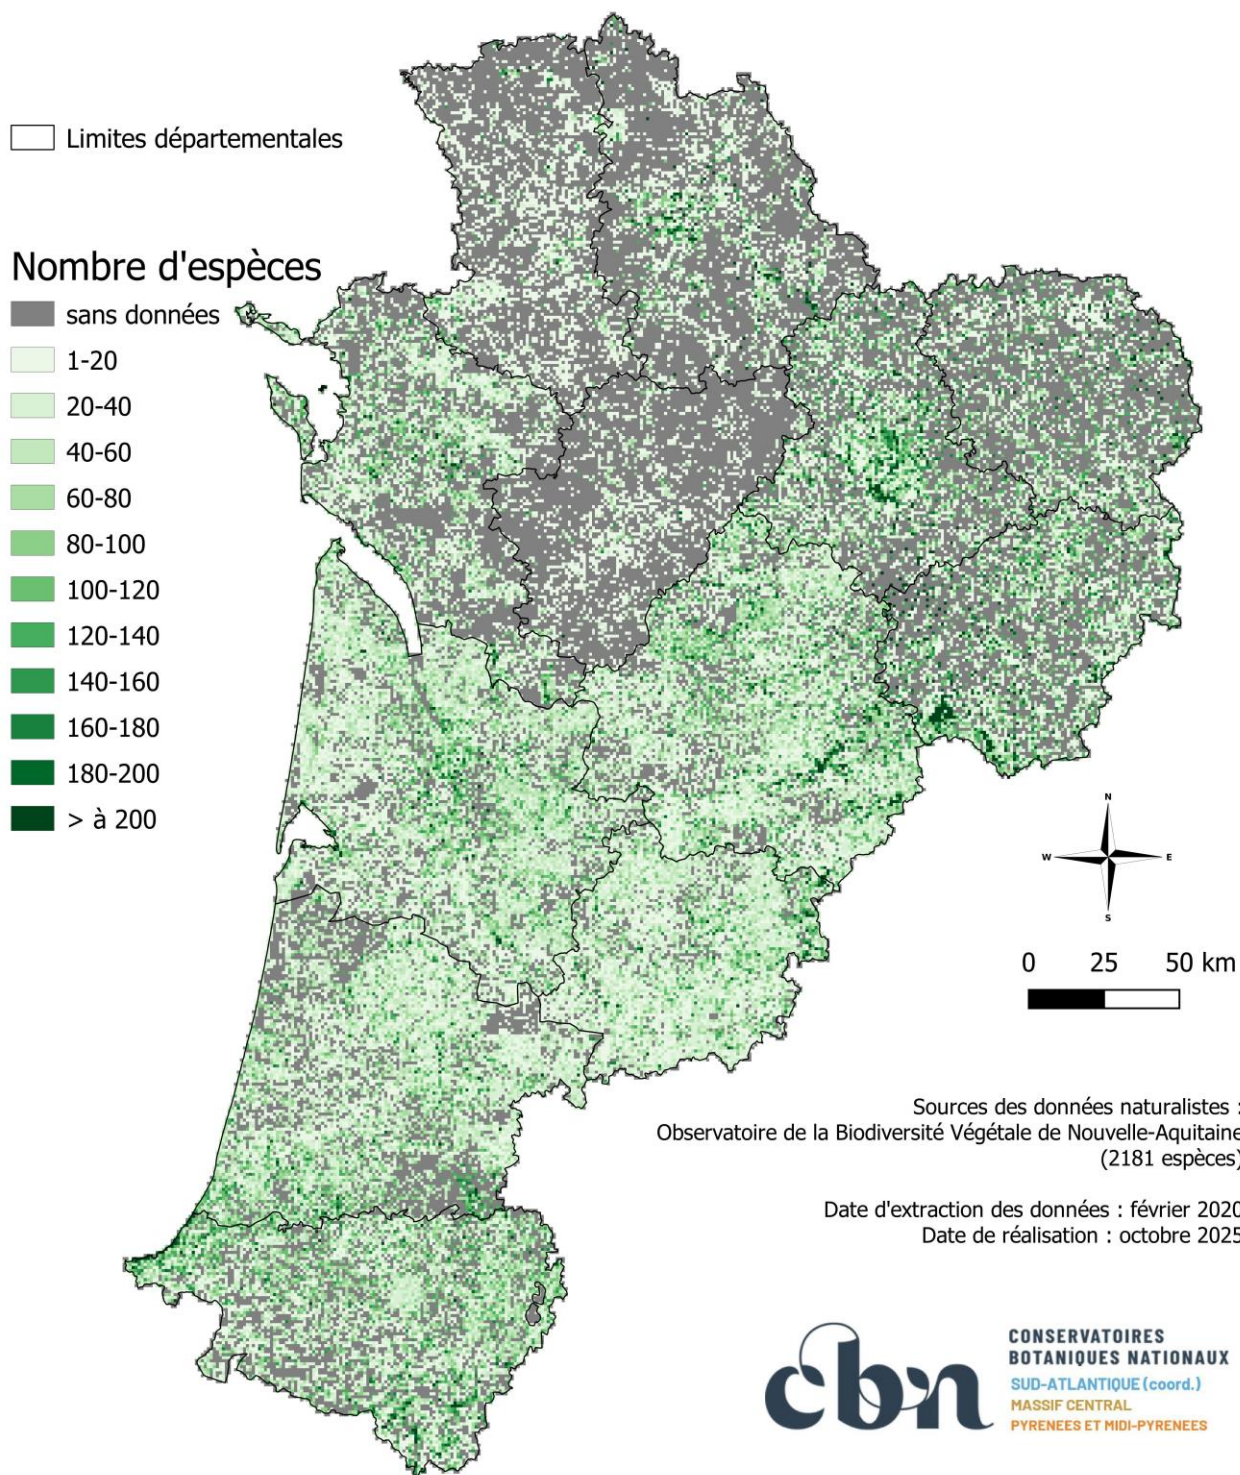 Limites départementales
Nombre d'espèces
sans données
1-20
20-40
40-60
60-80
80-100
100-120
120-140
140-160
160-180
180-200
> à 200
N
W
E
S
0 25 50 km
Sources des données naturalistes :
Observatoire de la Biodiversité Végétale de Nouvelle-Aquitaine
(2181 espèces)
Date d'extraction des données : février 2020
Date de réalisation : octobre 2025
cbn
CONSERVATOIRES
BOTANIQUES NATIONAUX
SUD-ATLANTIQUE (coord.)
MASSIF CENTRAL
PYRENEES ET MIDI-PYRENEES